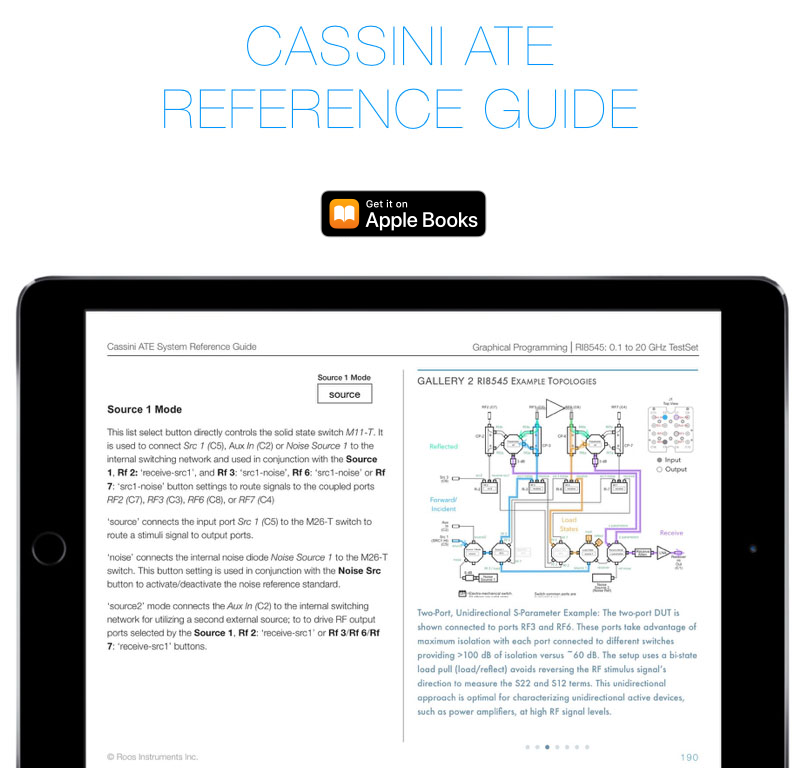 CASSINI ATE
REFERENCE GUIDE
Get it on
Apple Books
Cassini ATE System Reference Guide
Graphical Programming | RI8545: 0.1 to 20 GHz TestSet
Source 1 Mode
source
Source 1 Mode
This list select button directly controls the solid state switch M11-T. It
is used to connect Src 1 (C5), Aux In (C2) or Noise Source 1 to the
internal switching network and used in conjunction with the Source
1, Rf 2: ‘receive-src1’, and Rf 3: ‘src1-noise’, Rf 6: ‘src1-noise’ or Rf
7: ‘src1-noise’ button settings to route signals to the coupled ports
RF2 (C7), RF3 (C3), RF6 (C8), or RF7 (C4)
‘source’ connects the input port Src 1 (C5) to the M26-T switch to
route a stimuli signal to output ports.
‘noise’ connects the internal noise diode Noise Source 1 to the M26-T
switch. This button setting is used in conjunction with the Noise Src
button to activate/deactivate the noise reference standard.
‘source2’ mode connects the Aux In (C2) to the internal switching
network for utilizing a second external source; to to drive RF output
ports selected by the Source 1, Rf 2: ‘receive-src1’ or Rf 3/Rf 6/Rf
7: ‘receive-src1’ buttons.
© Roos Instruments Inc.
GALLERY 2 RI8545 EXAMPLE TOPOLOGIES
Reflected
Input
Output
Forward/
Incident
Load
States
Receive
Two-Port, Unidirectional S-Parameter Example: The two-port DUT is
shown connected to ports RF3 and RF6. These ports take advantage of
maximum isolation with each port connected to different switches
providing >100 dB of isolation versus ~60 dB. The setup uses a bi-state
load pull (load/reflect) avoids reversing the RF stimulus signal’s
direction to measure the S22 and S12 terms. This unidirectional
approach is optimal for characterizing unidirectional active devices,
such as power amplifiers, at high RF signal levels.
190